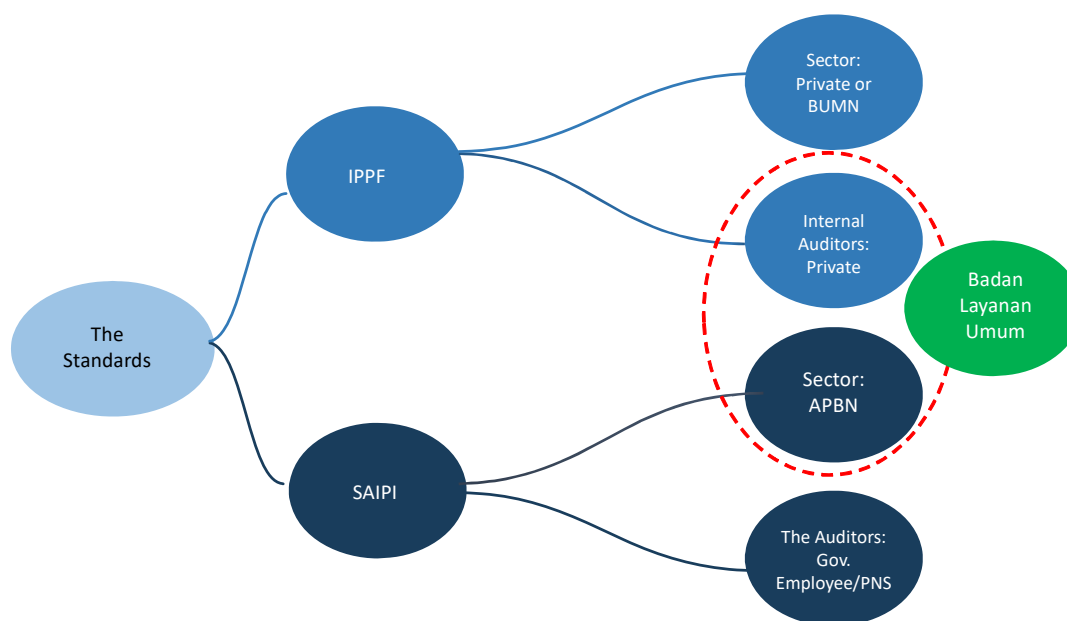 Sector:
Private or
BUMN
IPPF
Internal
Auditors:
Private
Badan
Layanan
Umum
The
Standards
Sector:
APBN
SAIPI
The Auditors:
Gov.
Employee/PNS